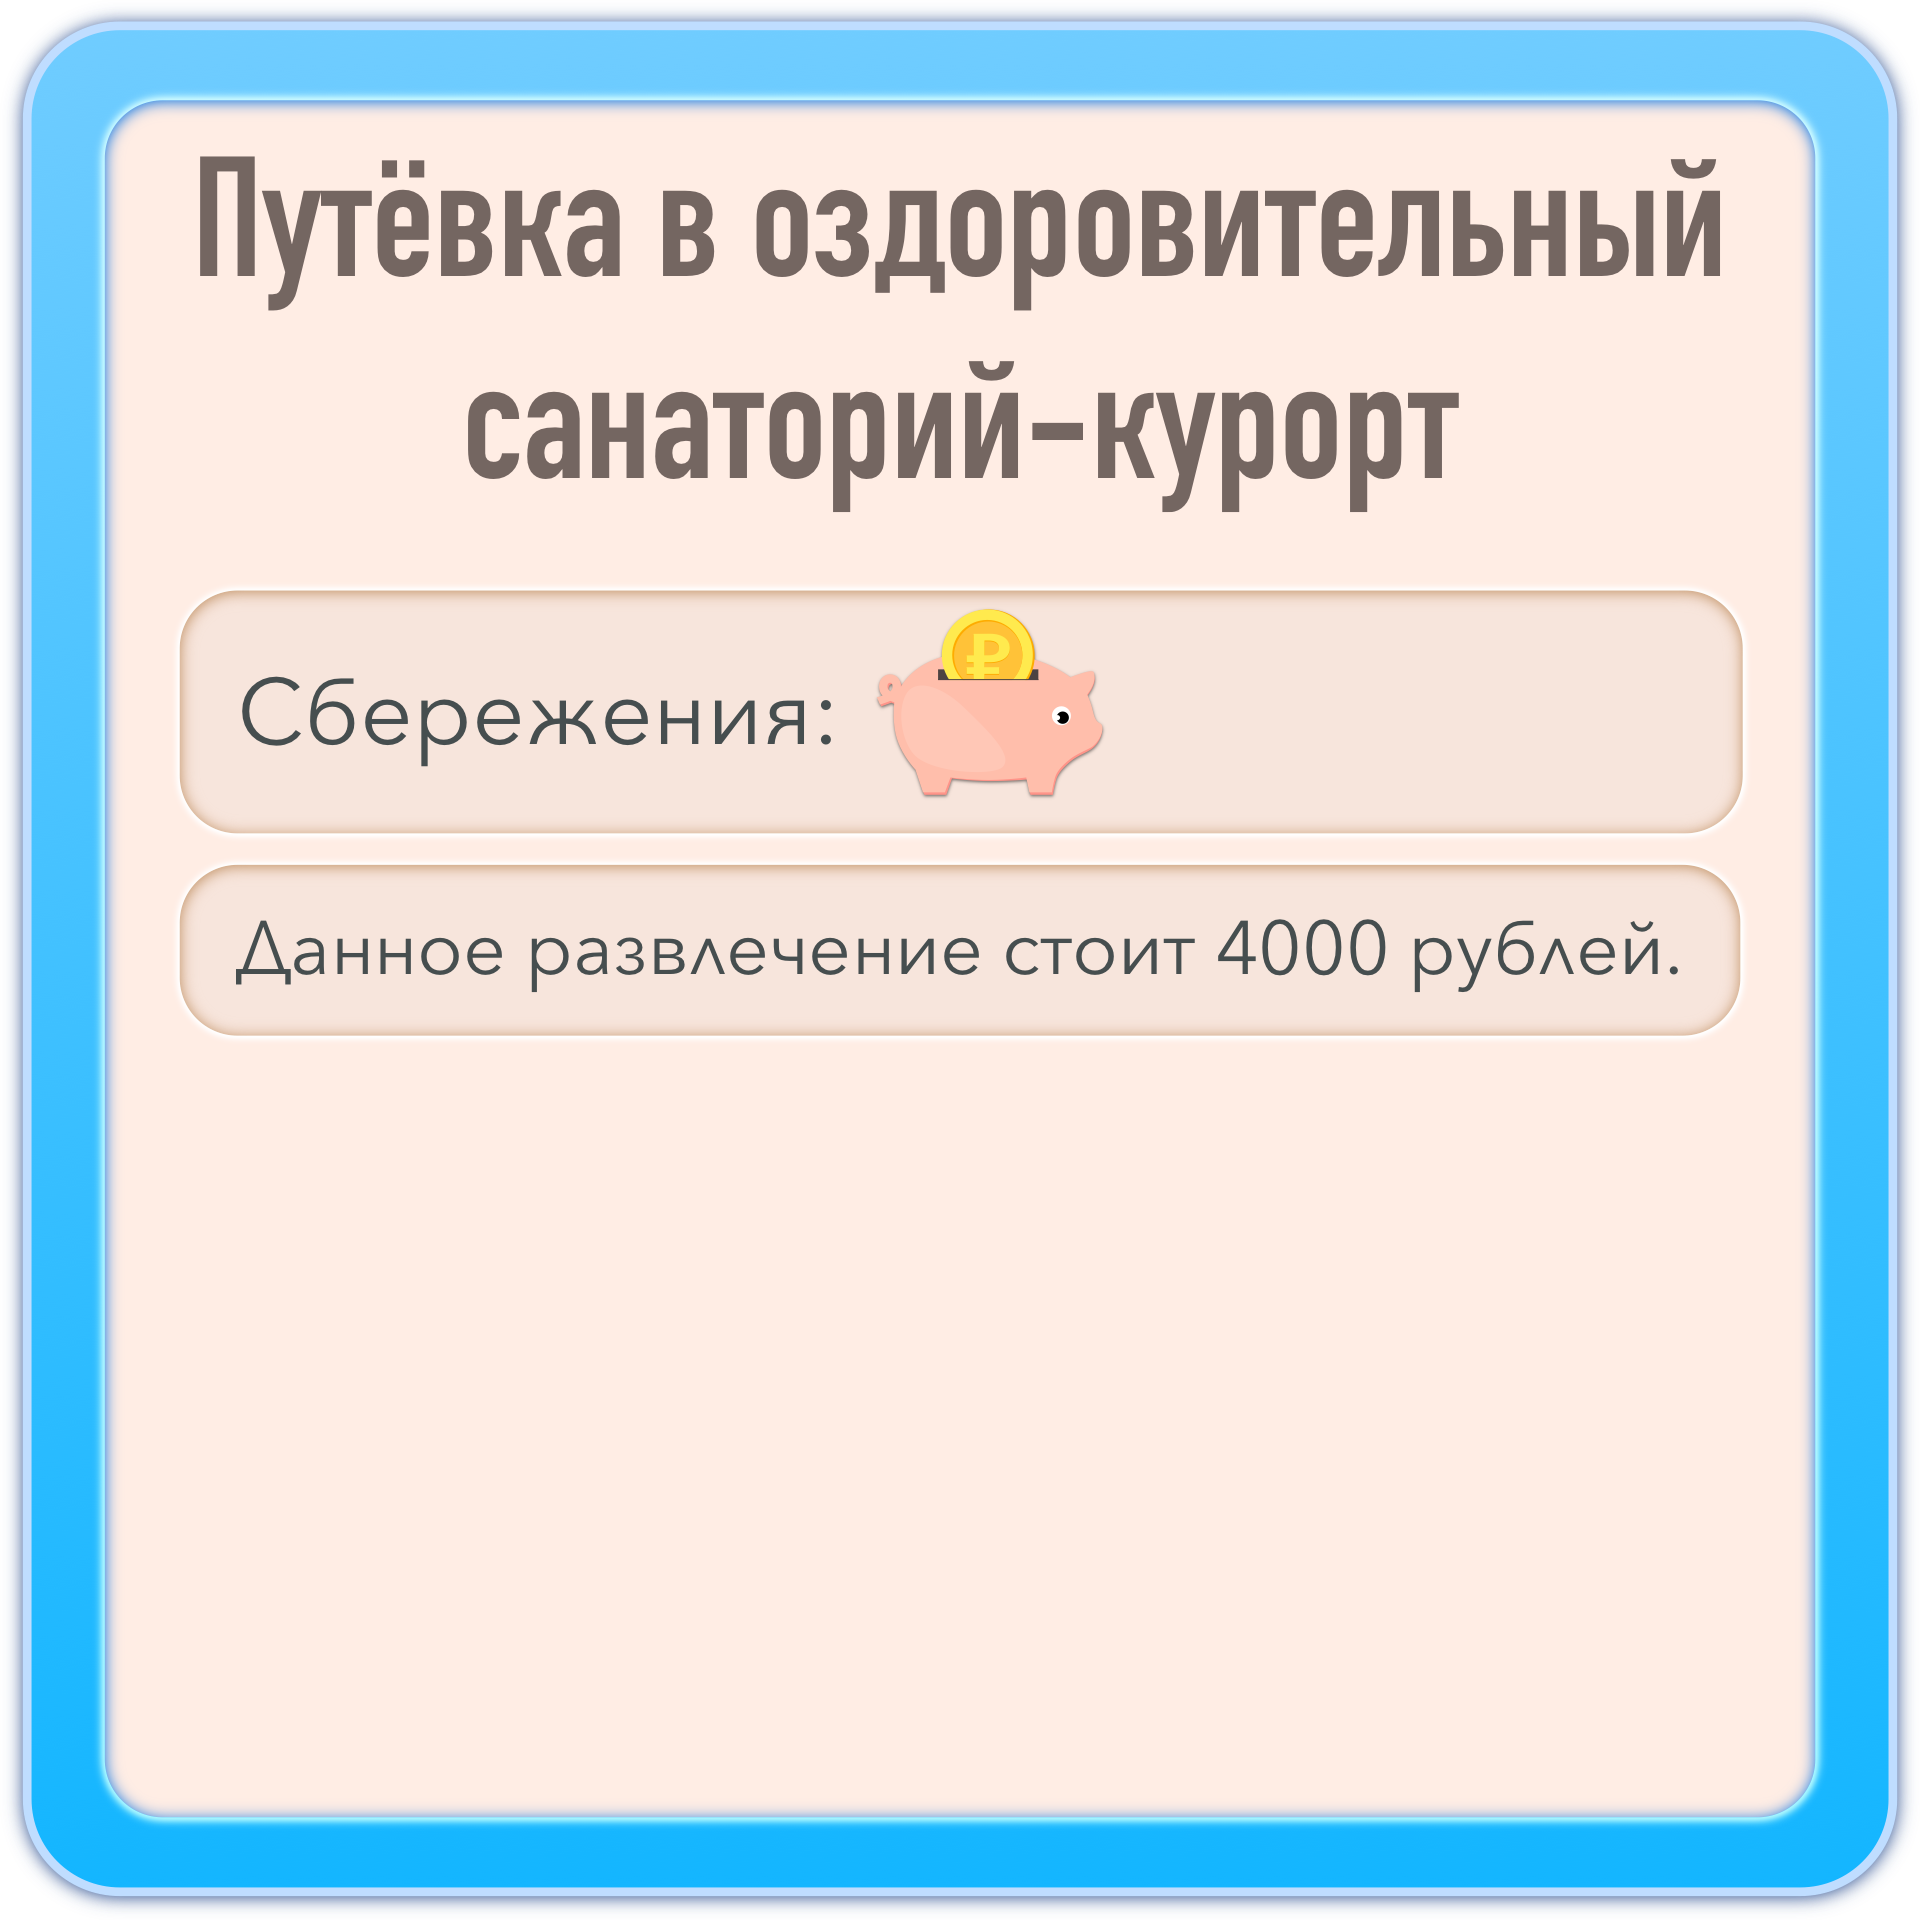 Путёвка в оздоровительный
санаторий-курорт
Сбережения:
₽
Данное развлечение стоит 4000 рублей.